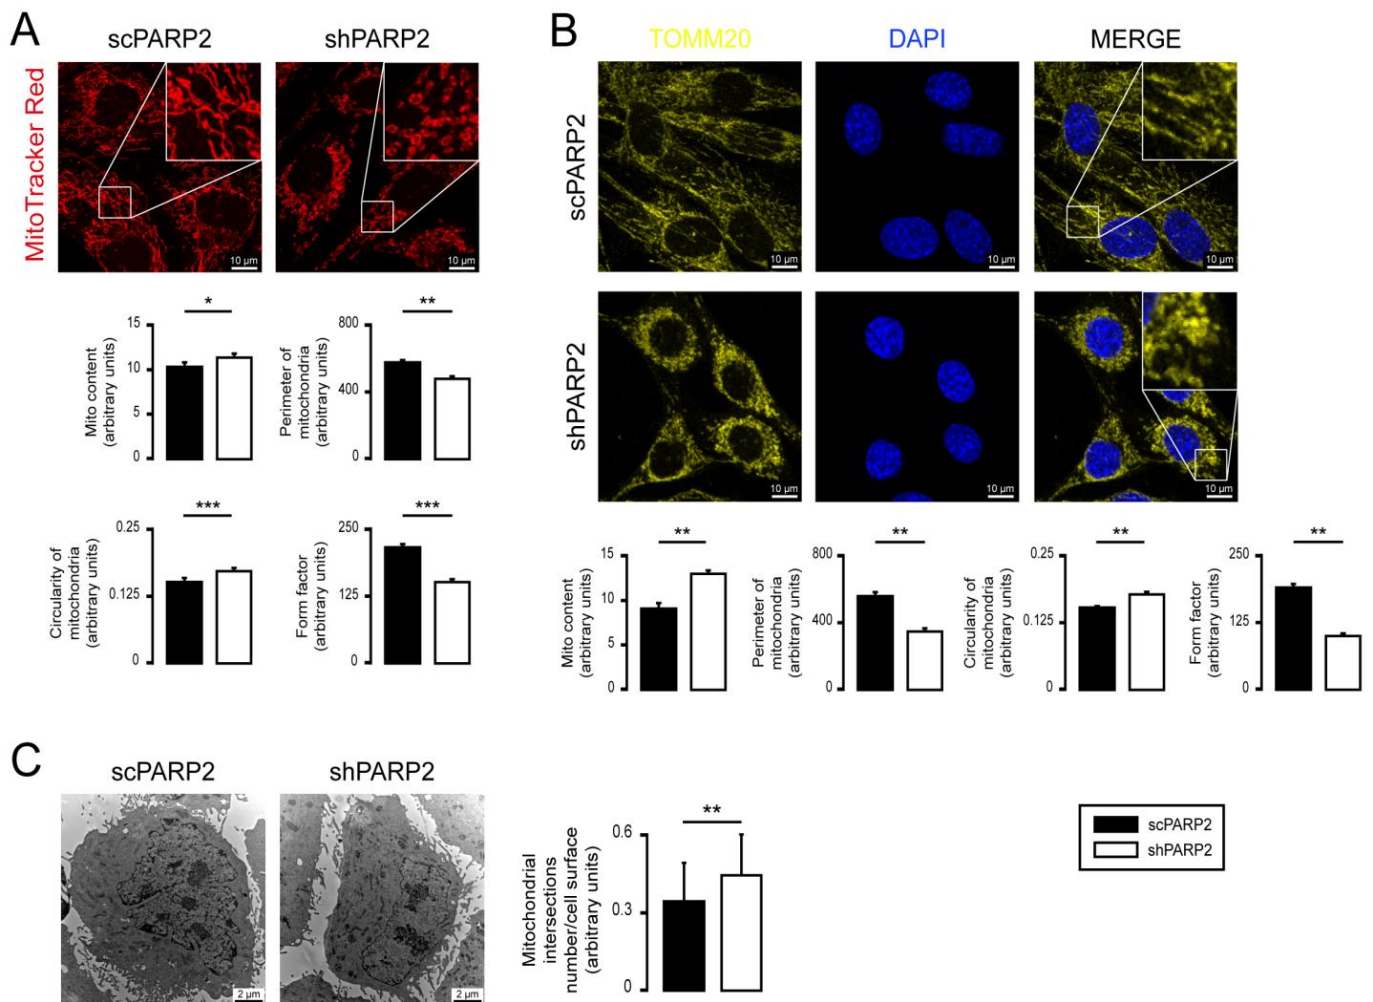 A
scPARP2
shPARP2
MitoTracker Red
10 µm
10 µm
*
15
10
5
0
Mito content
(arbitrary units)
**
800
400
0
Perimeter of
mitochondria
(arbitrary units)
***
0.25
0.125
0
Circularity of
mitochondria
(arbitrary units)
***
250
125
0
Form factor
(arbitrary units)
B
TOMM20
DAPI
MERGE
scPARP2
10 µm
10 µm
10 µm
shPARP2
10 µm
10 µm
10 µm
**
15
10
5
0
Mito content
(arbitrary units)
**
800
400
0
Perimeter of
mitochondria
(arbitrary units)
**
0.25
0.125
0
Circularity of
mitochondria
(arbitrary units)
**
250
125
0
Form factor
(arbitrary units)
C
scPARP2
shPARP2
2 µm
2 µm
**
0.6
0.3
0
Mitochondrial
intersections
number/cell surface
(arbitrary units)
scPARP2
shPARP2